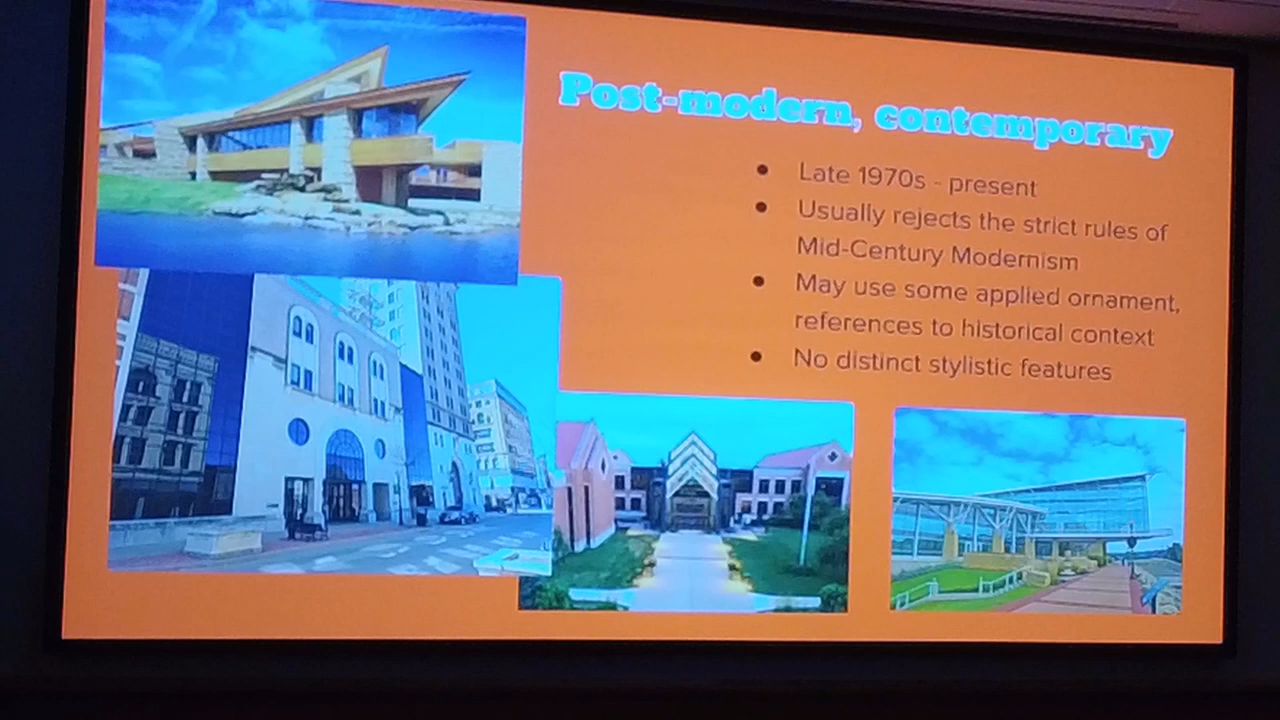 Post-modern, contemporary
● Late 1970s - present
● Usually rejects the strict rules of
Mid-Century Modernism
● May use some applied ornament,
references to historical context
● No distinct stylistic features